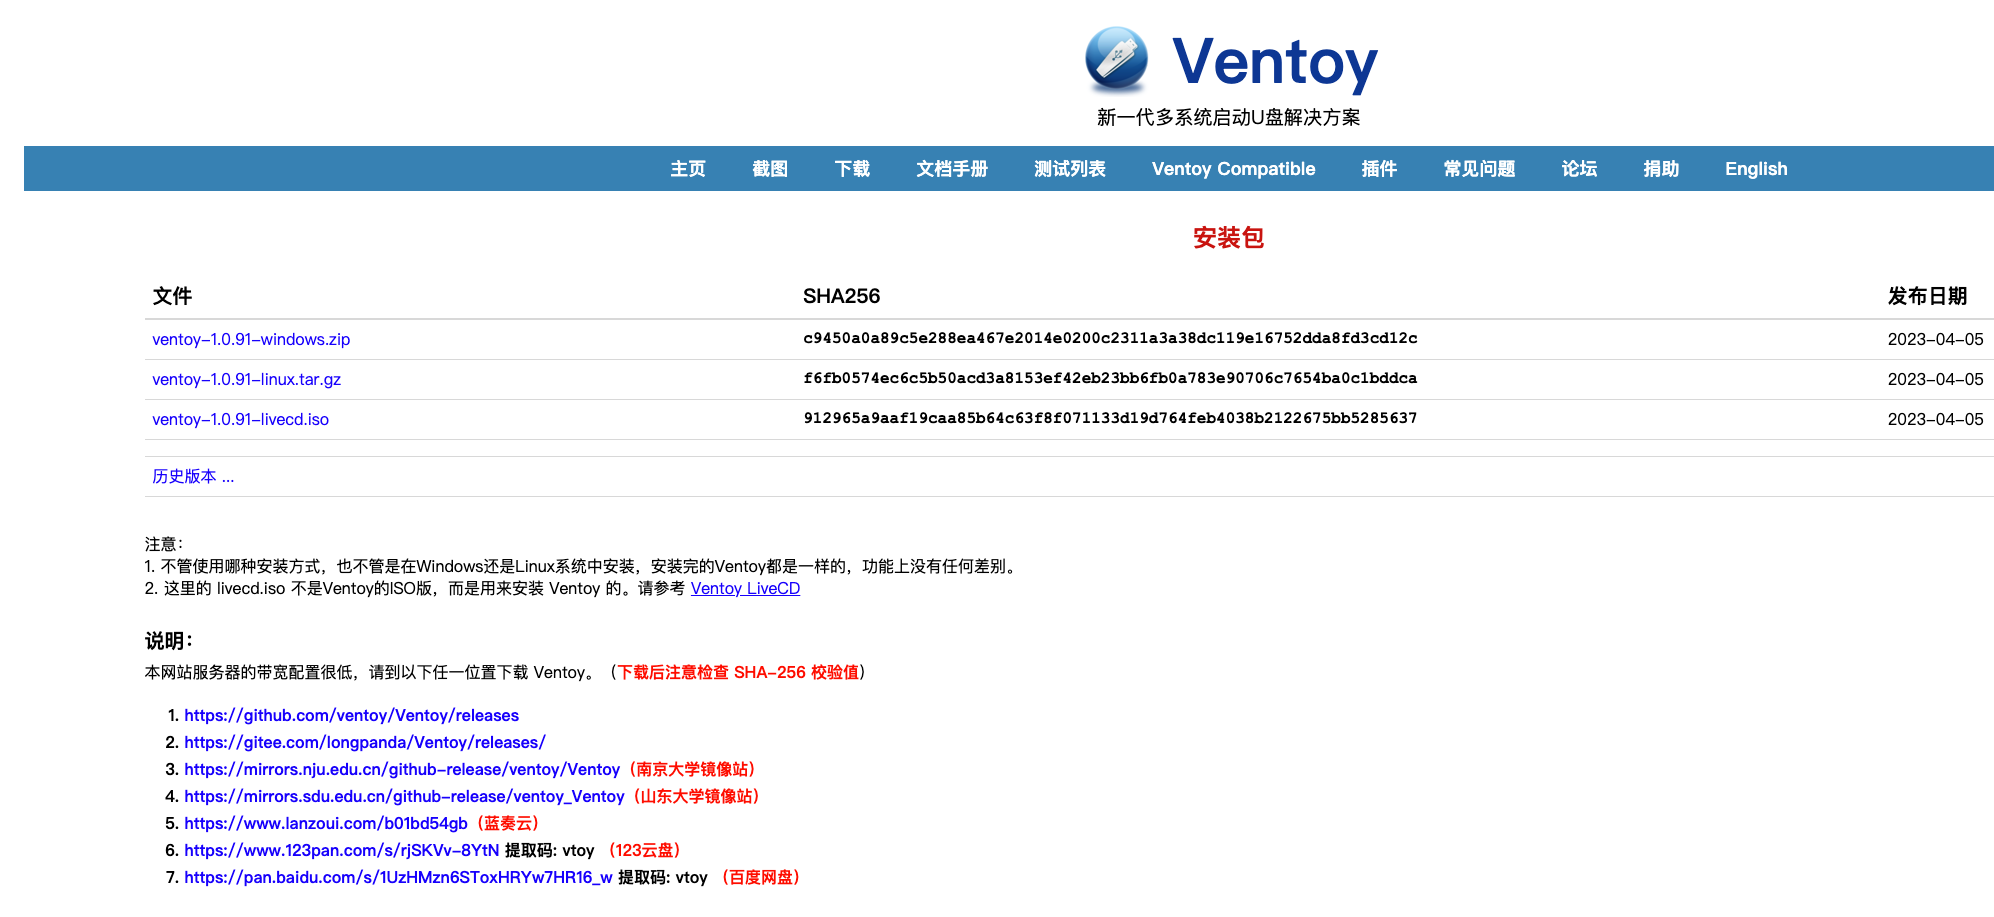 Ventoy
新一代多系统启动U盘解决方案
主页 截图 下载 文档手册 测试列表 Ventoy Compatible 插件 常见问题 论坛 捐助 English
安装包
文件 SHA256 发布日期
ventoy-1.0.91-windows.zip c9450a0a89c5e288ea467e2014e0200c2311a3a38dc119e16752dda8fd3cd12c 2023-04-05
ventoy-1.0.91-linux.tar.gz f6fb0574ec6c5b50acd3a8153ef42eb23bb6fb0a783e90706c7654ba0c1bddca 2023-04-05
ventoy-1.0.91-livecd.iso 912965a9aaf19caa85b64c63f8f071133d19d764feb4038b2122675bb5285637 2023-04-05
历史版本 ...
注意：
1. 不管使用哪种安装方式，也不管是在Windows还是Linux系统中安装，安装完的Ventoy都是一样的，功能上没有任何差别。
2. 这里的 livecd.iso 不是Ventoy的ISO版，而是用来安装 Ventoy 的。请参考 Ventoy LiveCD
说明：
本网站服务器的带宽配置很低，请到以下任一位置下载 Ventoy。（下载后注意检查 SHA-256 校验值）
1. https://github.com/ventoy/Ventoy/releases
2. https://gitee.com/longpanda/Ventoy/releases/
3. https://mirrors.nju.edu.cn/github-release/ventoy/Ventoy（南京大学镜像站）
4. https://mirrors.sdu.edu.cn/github-release/ventoy_Ventoy（山东大学镜像站）
5. https://www.lanzoui.com/b01bd54gb（蓝奏云）
6. https://www.123pan.com/s/rjSKVv-8YtN 提取码: vtoy （123云盘）
7. https://pan.baidu.com/s/1UzHMzn6SToxHRYw7HR16_w 提取码: vtoy （百度网盘）